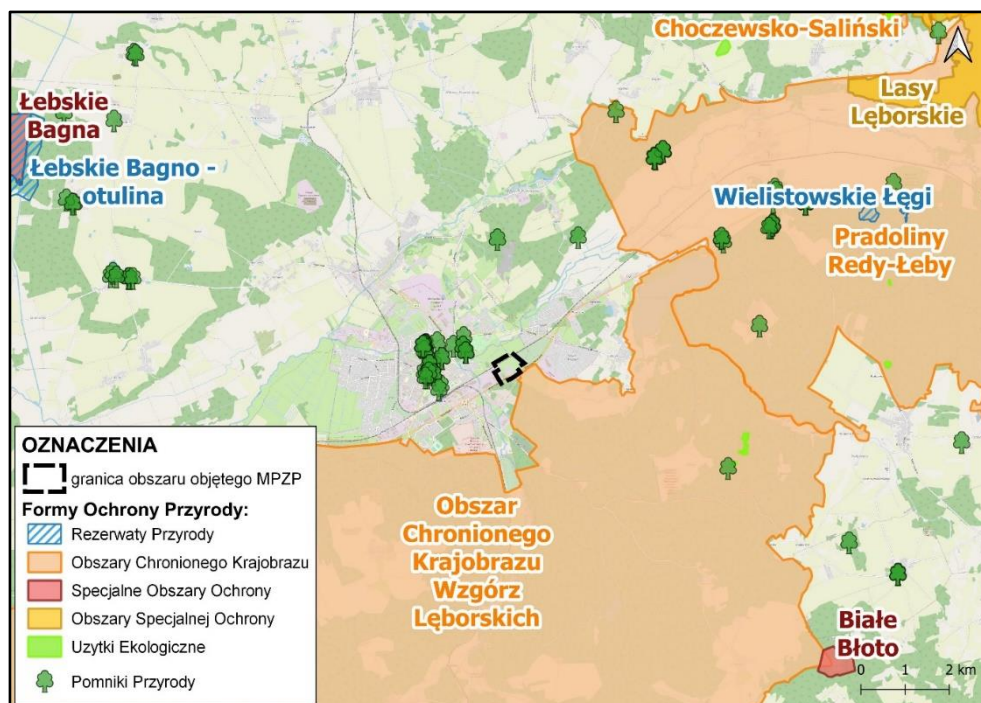 Choczewsko-Saliński
Lasy
Lęborskie
Łebskie
Bagna
Łebskie Bagno -
otulina
Wielistowskie Łęgi
Pradoliny
Redy-Łeby
Obszar
Chronionego
Krajobrazu
Wzgórz
Lęborskich
Białe
Błoto
0 1 2 km
OZNACZENIA
granica obszaru objętego MPZP
Formy Ochrony Przyrody:
Rezerwaty Przyrody
Obszary Chronionego Krajobrazu
Specjalne Obszary Ochrony
Obszary Specjalnej Ochrony
Uzytki Ekologiczne
Pomniki Przyrody